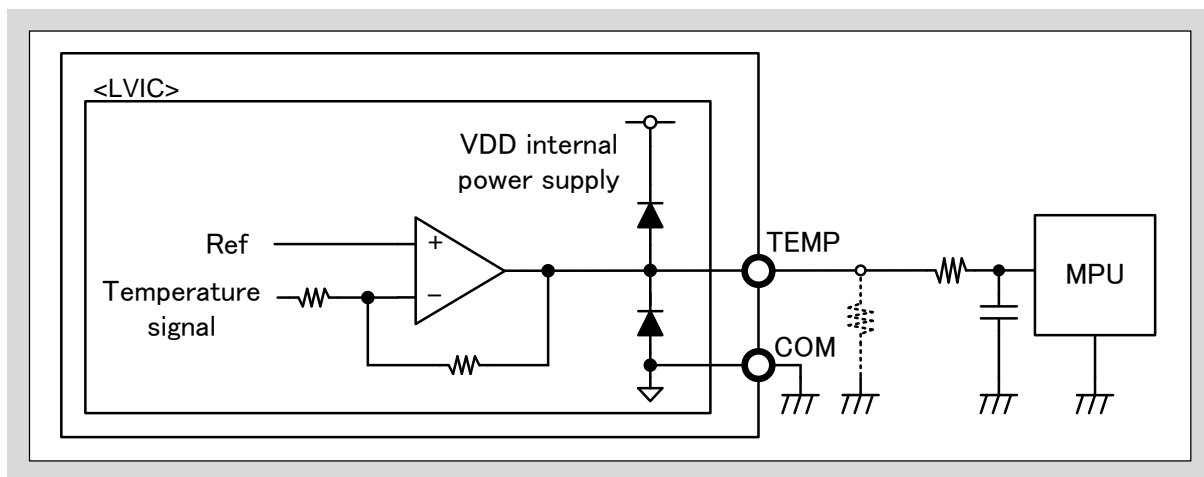 <LVIC>
VDD internal
power supply
Ref
+
Temperature
signal
−
TEMP
COM
MPU